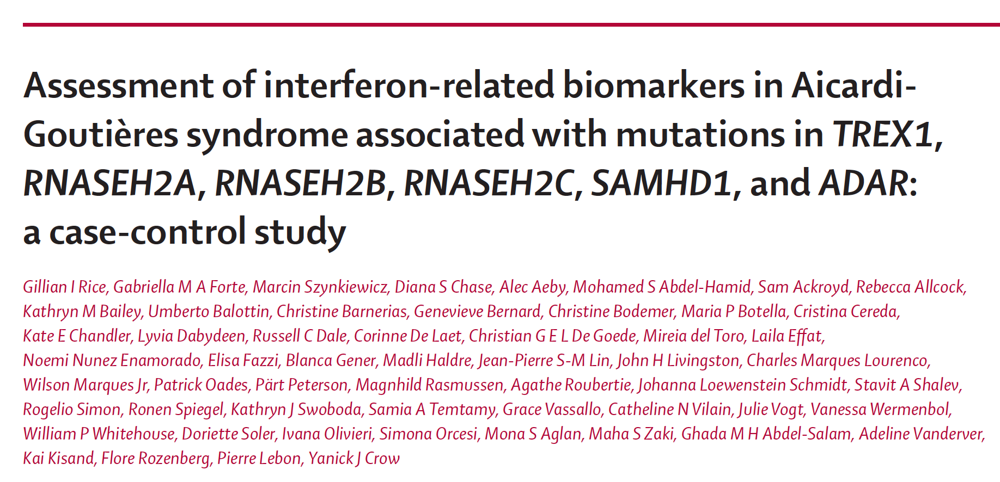 Assessment of interferon-related biomarkers in Aicardi-
Goutières syndrome associated with mutations in TREX1,
RNASEH2A, RNASEH2B, RNASEH2C, SAMHD1, and ADAR:
a case-control study
Gillian I Rice, Gabriella M A Forte, Marcin Szynkiewicz, Diana S Chase, Alec Aeby, Mohamed S Abdel-Hamid, Sam Ackroyd, Rebecca Allcock,
Kathryn M Bailey, Umberto Balottin, Christine Barnerias, Genevieve Bernard, Christine Bodemer, Maria P Botella, Cristina Cereda,
Kate E Chandler, Lyvia Dabydeen, Russell C Dale, Corinne De Laet, Christian G E L De Goede, Mireia del Toro, Laila Effat,
Noemi Nunez Enamorado, Elisa Fazzi, Blanca Gener, Madli Haldre, Jean-Pierre S-M Lin, John H Livingston, Charles Marques Lourenco,
Wilson Marques Jr, Patrick Oades, Pärt Peterson, Magnhild Rasmussen, Agathe Roubertie, Johanna Loewenstein Schmidt, Stavit A Shalev,
Rogelio Simon, Ronen Spiegel, Kathryn J Swoboda, Samia A Temtamy, Grace Vassallo, Catheline N Vilain, Julie Vogt, Vanessa Wermenbol,
William P Whitehouse, Doriette Soler, Ivana Olivieri, Simona Orcesi, Mona S Aglan, Maha S Zaki, Ghada M H Abdel-Salam, Adeline Vanderver,
Kai Kisand, Flore Rozenberg, Pierre Lebon, Yanick J Crow